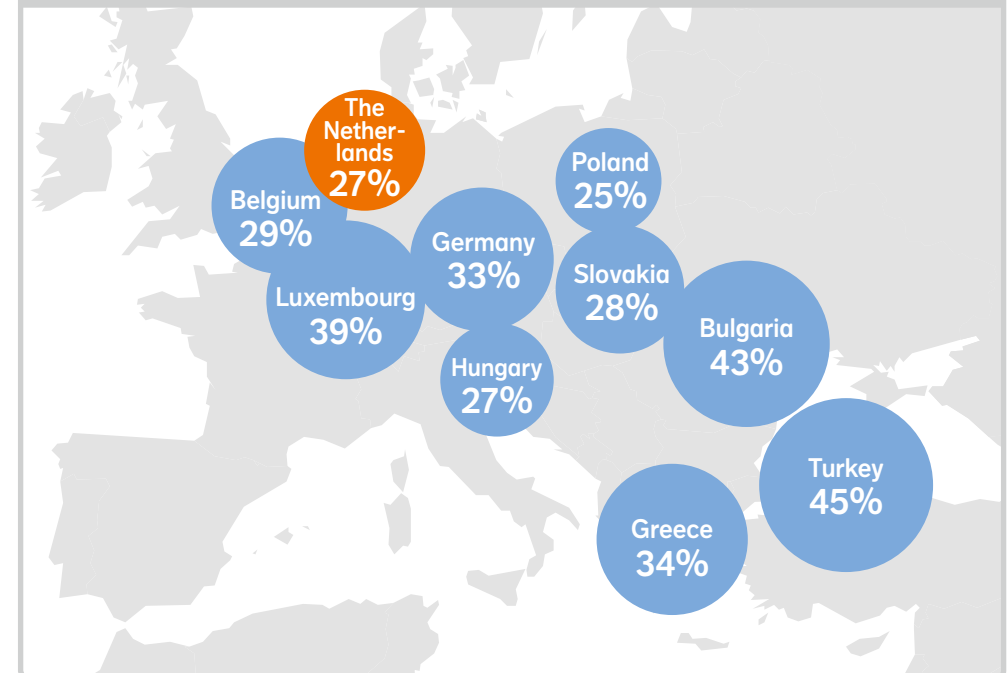 The
Nether-
lands
27%
Belgium
29%
Poland
25%
Germany
33%
Slovakia
28%
Luxembourg
39%
Bulgaria
43%
Hungary
27%
Turkey
45%
Greece
34%